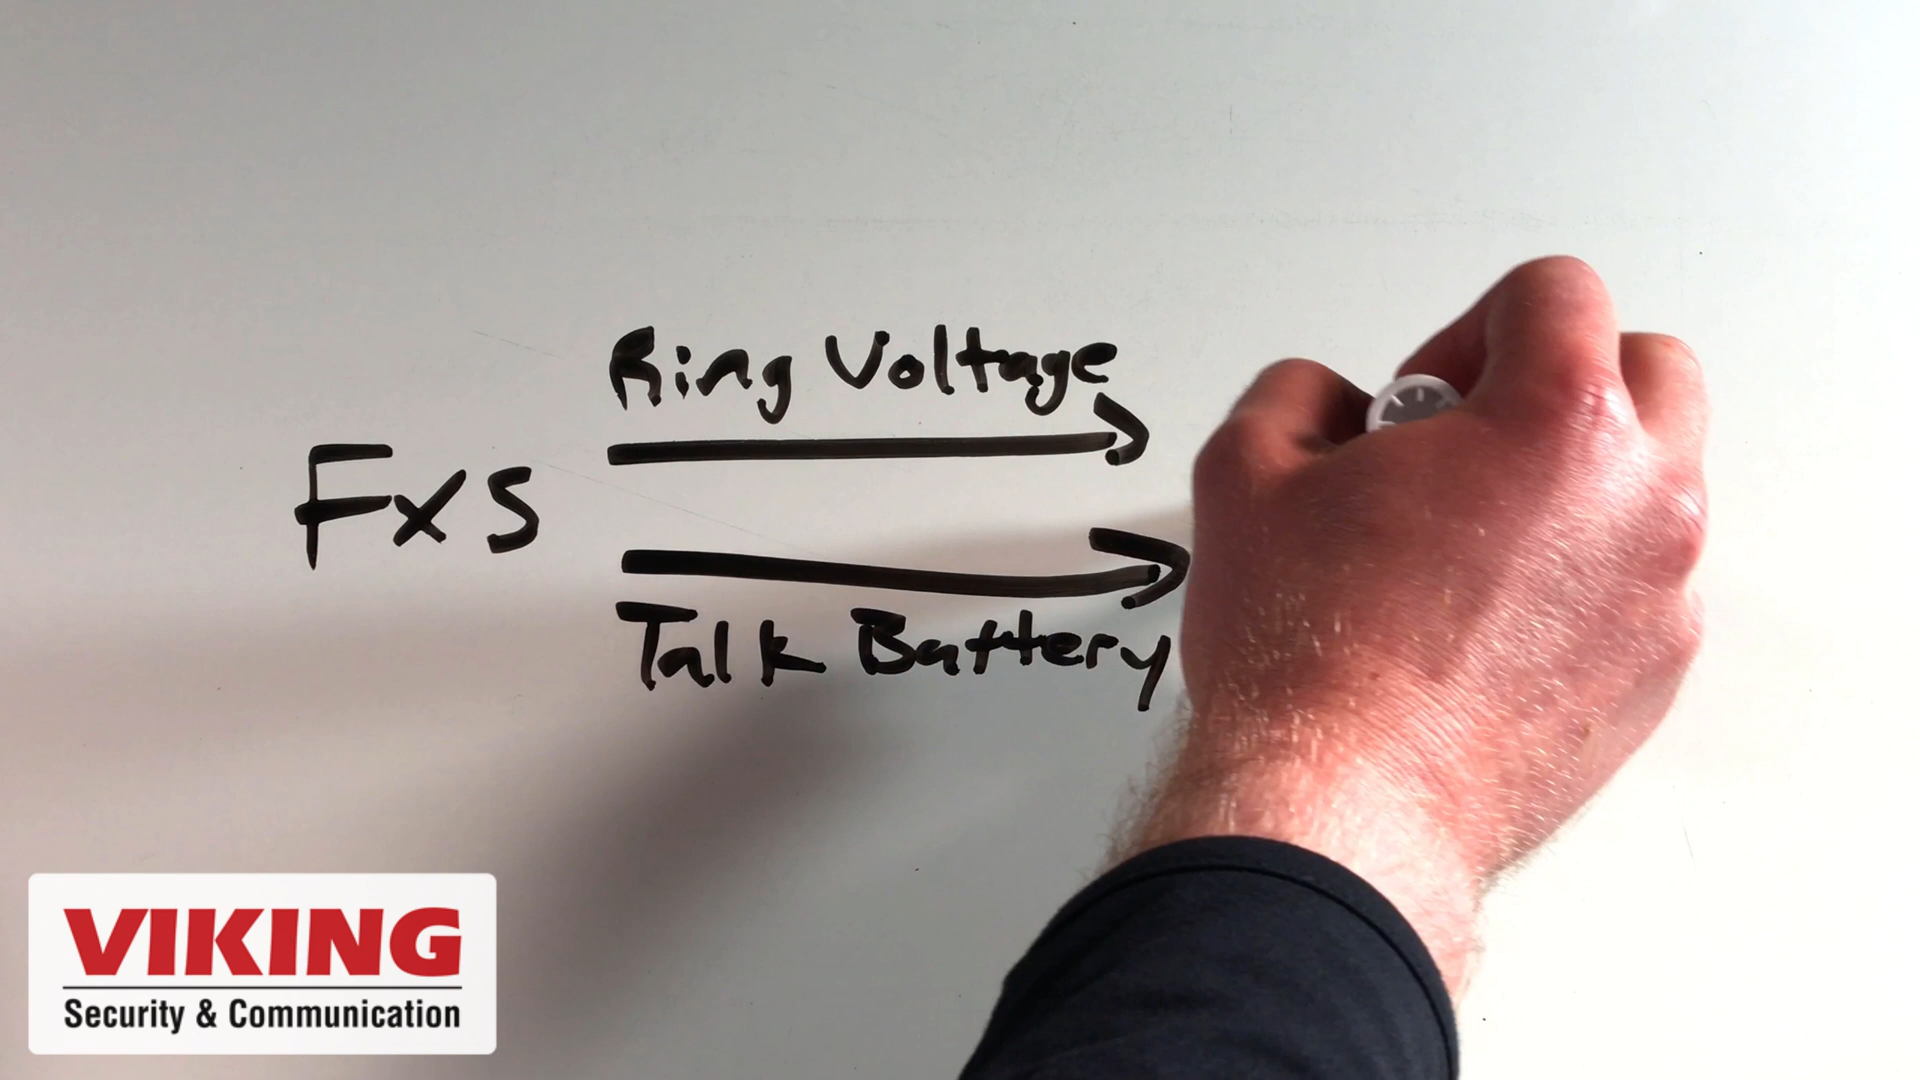 Ring Voltage
FxS
Talk Battery
VIKING
Security & Communication